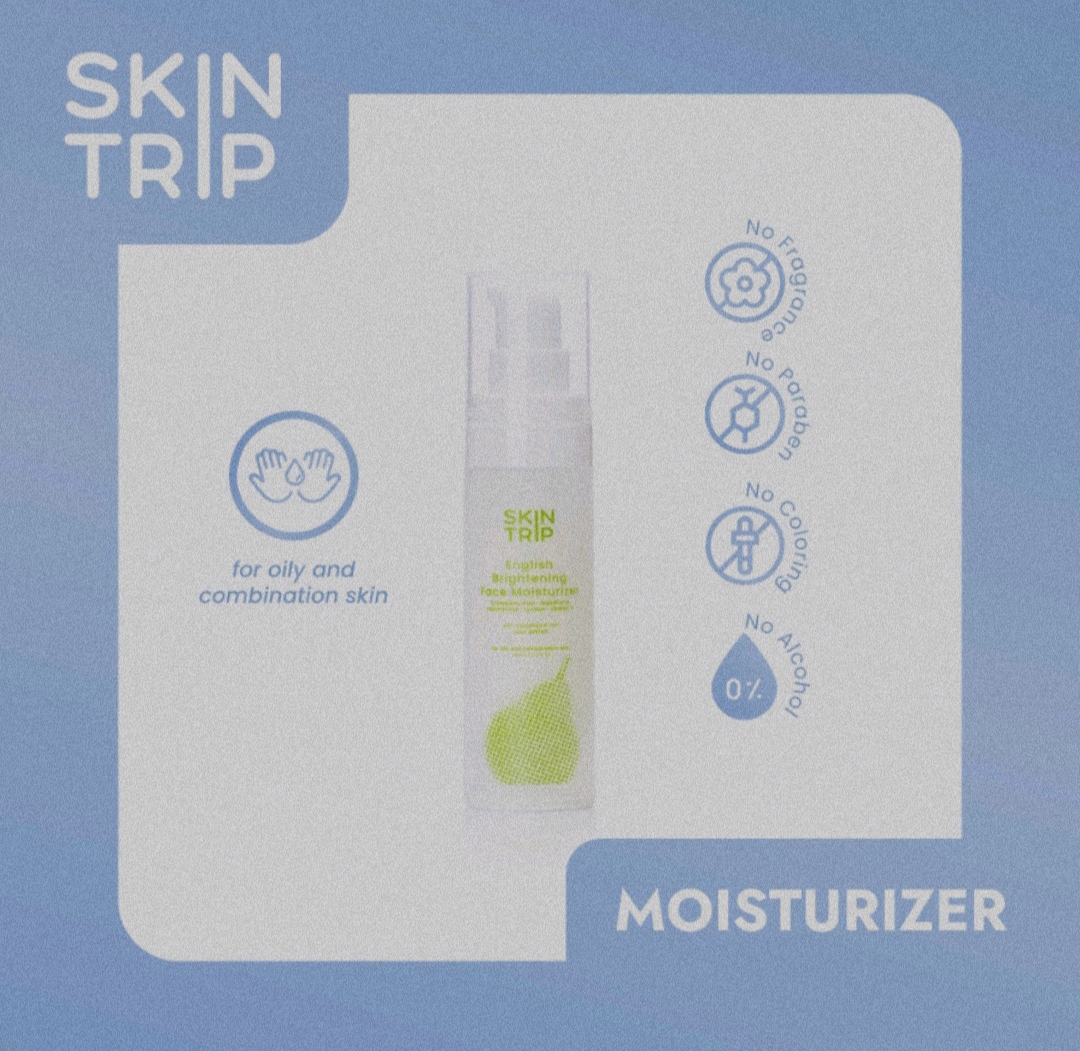 SKIN
TRIP
No Fragrance
No Paraben
for oily and
combination skin
No Coloring
No Alcohol
0%
SKIN
TRIP
English
Brightening
Face Moisturizer
MOISTURIZER